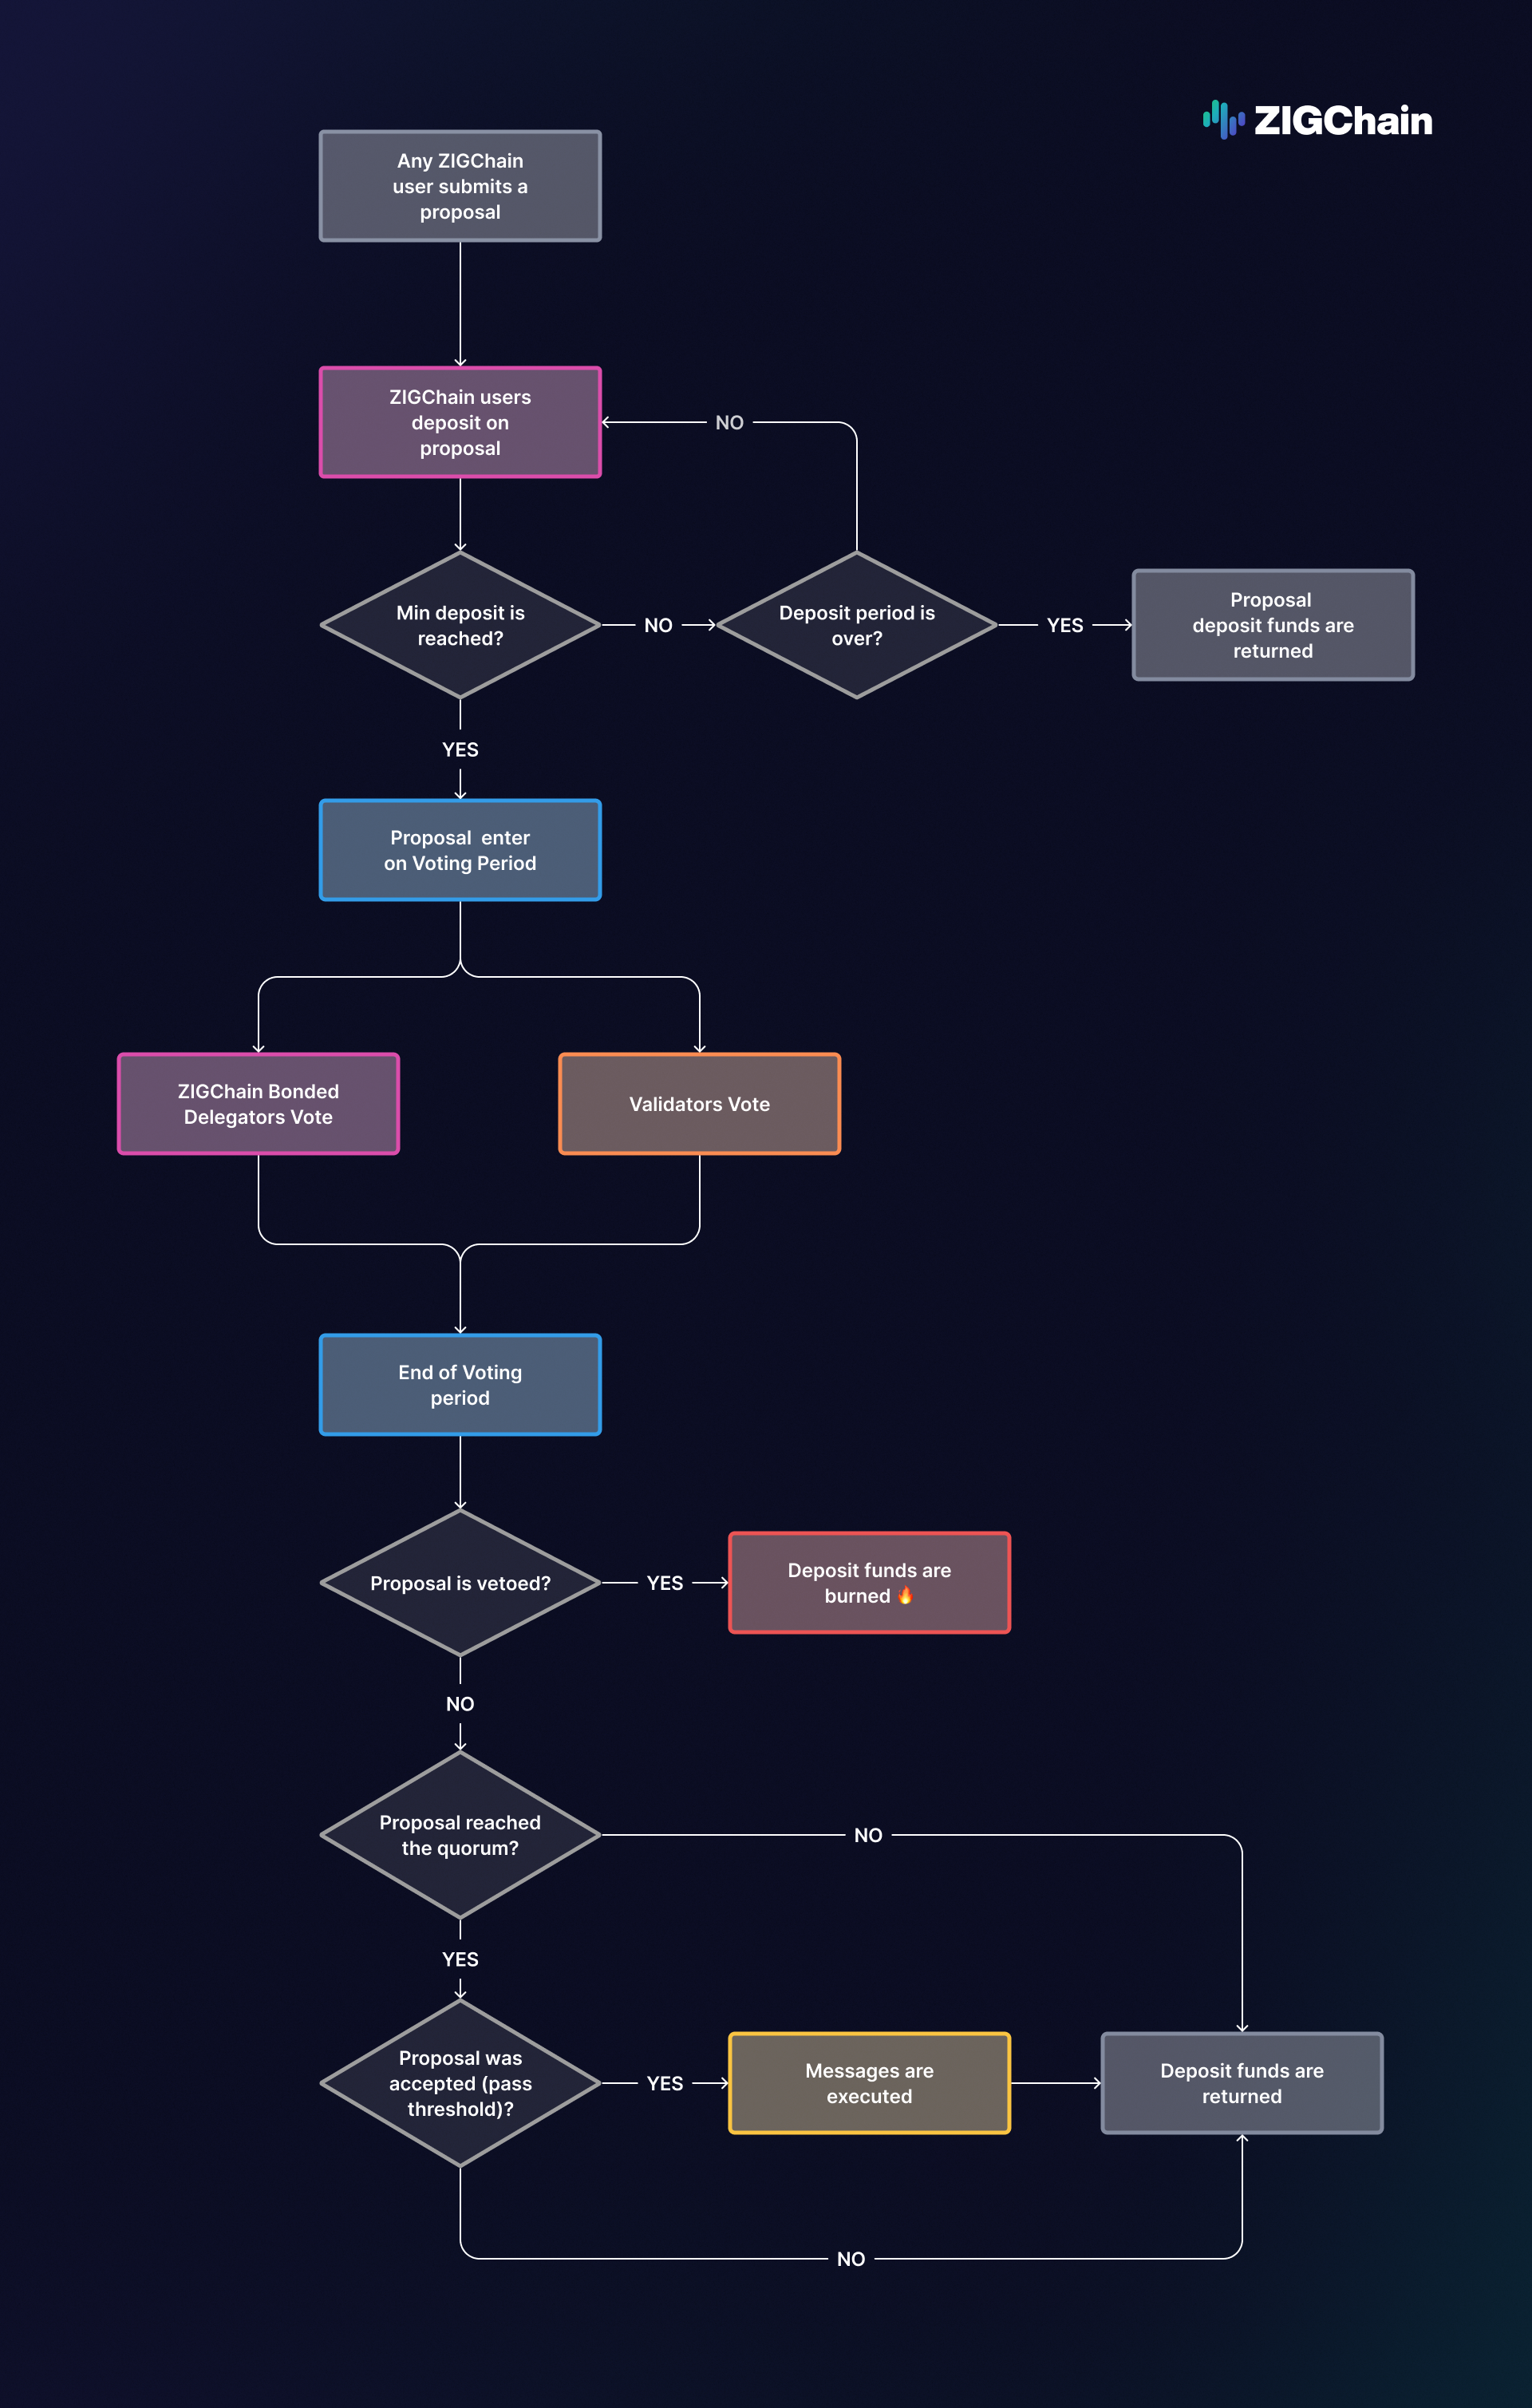 ZIGChain
Any ZIGChain
user submits a
proposal
ZIGChain users
deposit on
proposal
NO
Min deposit is
reached?
NO
Deposit period is
over?
YES
Proposal
deposit funds are
returned
YES
Proposal  enter
on Voting Period
ZIGChain Bonded
Delegators Vote
Validators Vote
End of Voting
period
Proposal is vetoed?
YES
Deposit funds are
burned 🔥
NO
Proposal reached
the quorum?
NO
YES
Proposal was
accepted (pass
threshold)?
YES
Messages are
executed
Deposit funds are
returned
NO